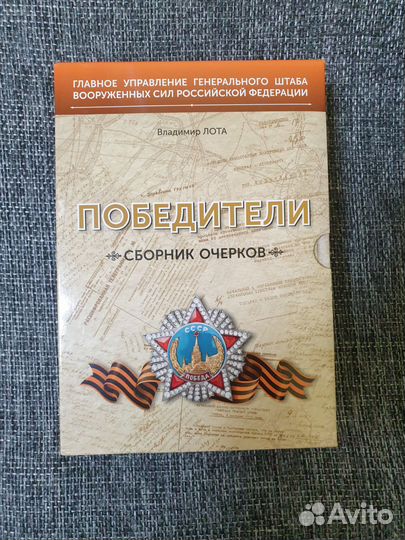 ГЛАВНОЕ УПРАВЛЕНИЕ ГЕНЕРАЛЬНОГО ШТАБА
ВООРУЖЕННЫХ СИЛ РОССИЙСКОЙ ФЕДЕРАЦИИ
Владимир ЛОТА
ПОБЕДИТЕЛИ
СБОРНИК ОЧЕРКОВ
СССР
ПОБЕДА
Avito